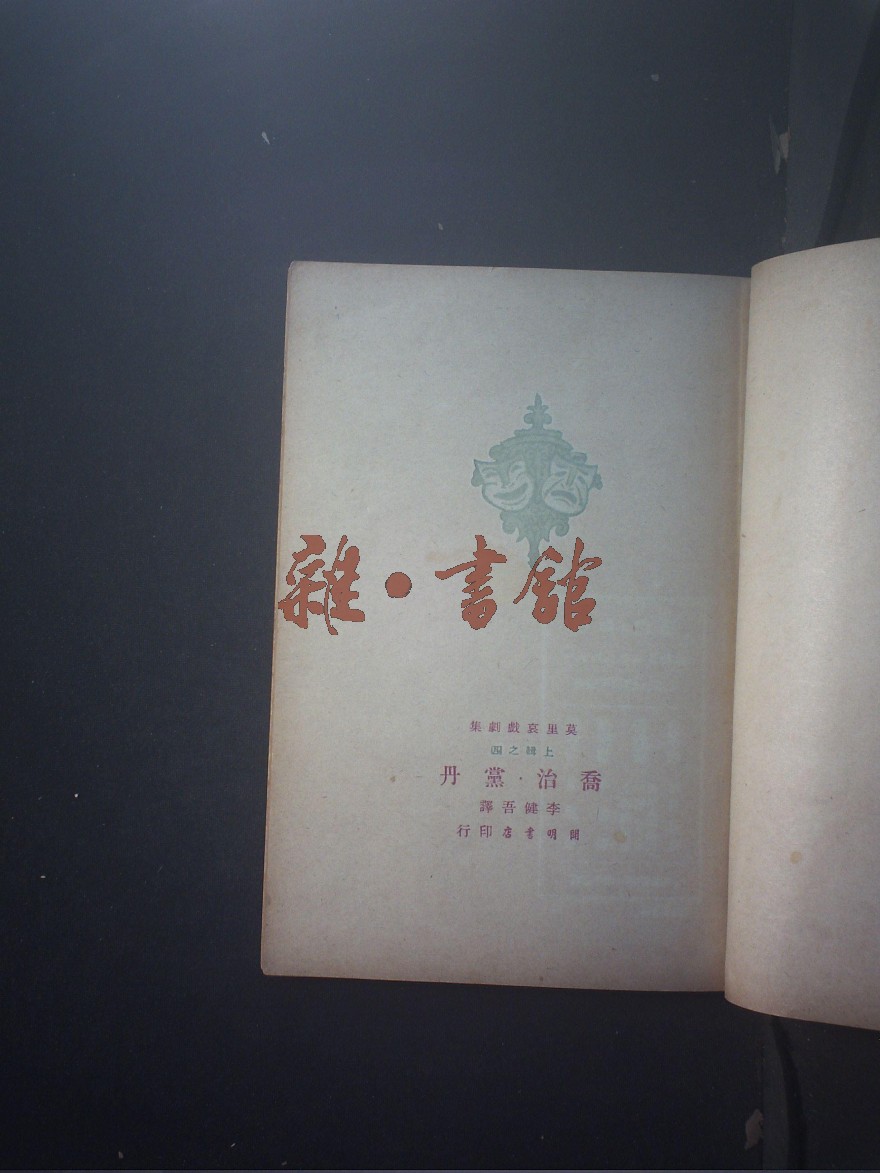 雜·書館
莫里哀戲劇集
上輯之四
喬治·黨丹
李健吾譯
開明書店印行